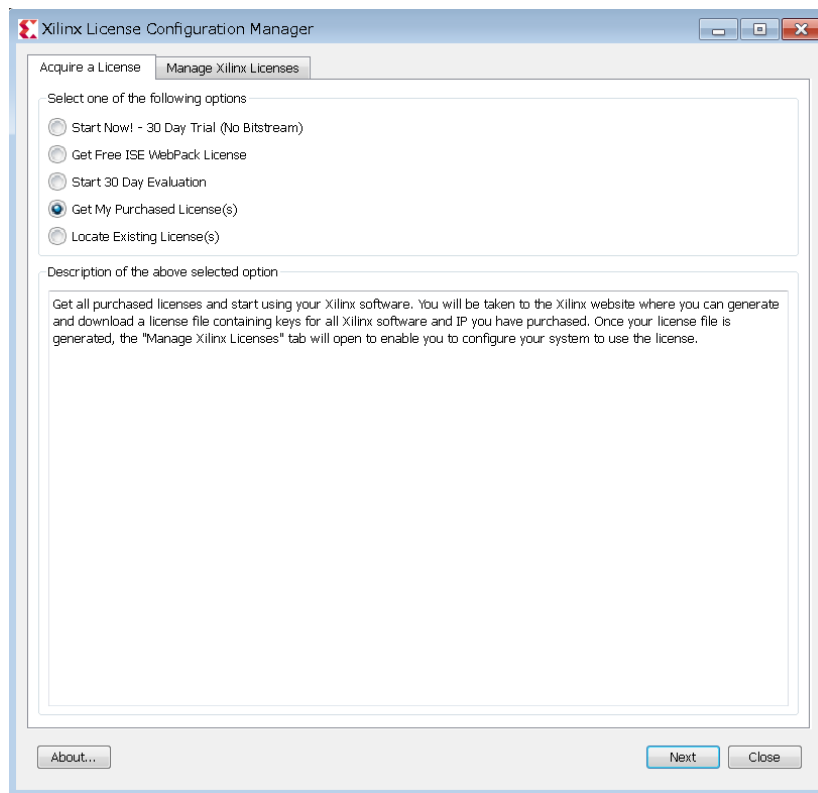 Xilinx License Configuration Manager
Acquire a License
Manage Xilinx Licenses
Select one of the following options
Start Now! - 30 Day Trial (No Bitstream)
Get Free ISE WebPack License
Start 30 Day Evaluation
Get My Purchased License(s)
Locate Existing License(s)
Description of the above selected option
Get all purchased licenses and start using your Xilinx software. You will be taken to the Xilinx website where you can generate
and download a license file containing keys for all Xilinx software and IP you have purchased. Once your license file is
generated, the "Manage Xilinx Licenses" tab will open to enable you to configure your system to use the license.
About...
Next
Close